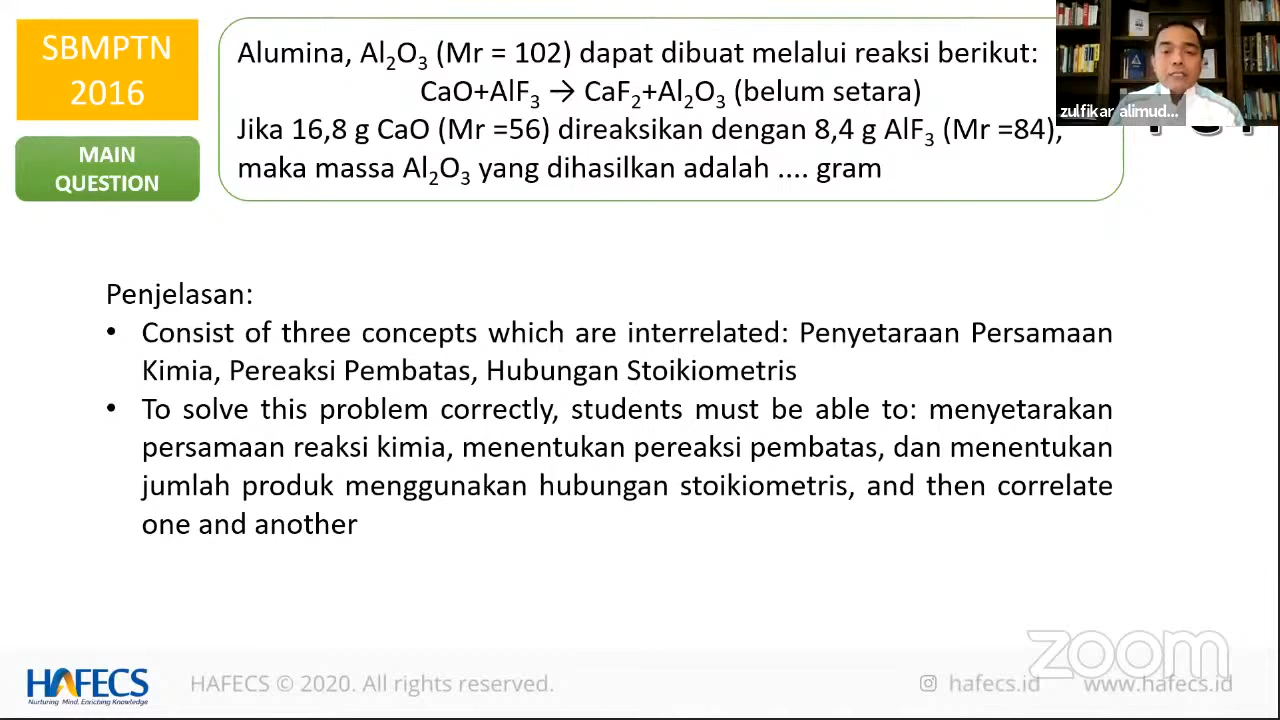 SBMPTN
2016
MAIN
QUESTION
Alumina, Al₂O₃ (Mr = 102) dapat dibuat melalui reaksi berikut:
CaO+AlF₃ → CaF₂+Al₂O₃ (belum setara)
Jika 16,8 g CaO (Mr =56) direaksikan dengan 8,4 g AlF₃ (Mr =84),
maka massa Al₂O₃ yang dihasilkan adalah .... gram
zulfikar alimud...
Penjelasan:
• Consist of three concepts which are interrelated: Penyetaraan Persamaan
Kimia, Pereaksi Pembatas, Hubungan Stoikiometris
• To solve this problem correctly, students must be able to: menyetarakan
persamaan reaksi kimia, menentukan pereaksi pembatas, dan menentukan
jumlah produk menggunakan hubungan stoikiometris, and then correlate
one and another
zoom
HAFECS
Nurturing Mind, Enriching Knowledge
HAFECS © 2020. All rights reserved.
hafecs.id
www.hafecs.id